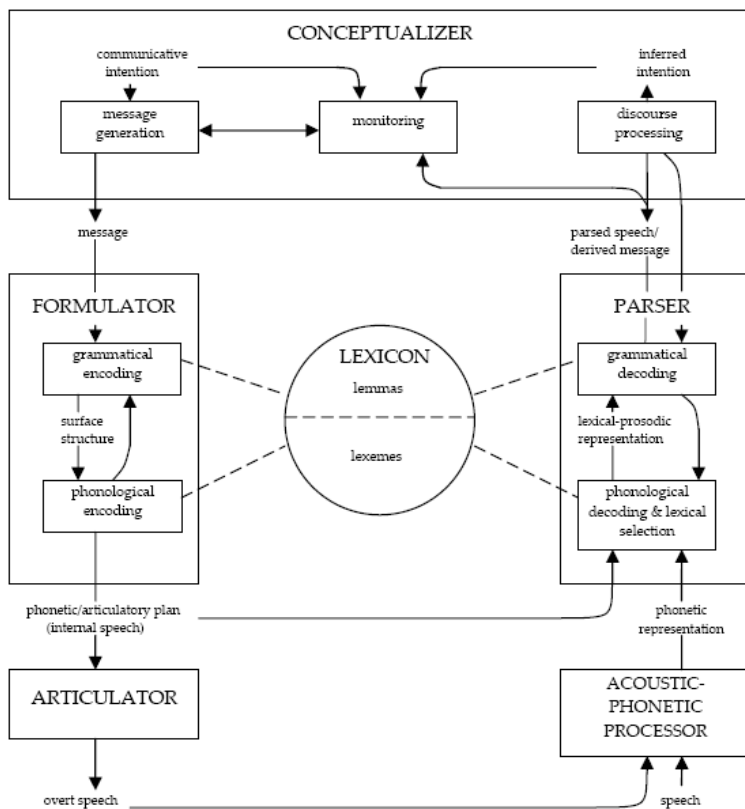 CONCEPTUALIZER
communicative
intention
inferred
intention
message
generation
monitoring
discourse
processing
message
parsed speech/
derived message
FORMULATOR
PARSER
LEXICON
grammatical
encoding
lemmas
grammatical
decoding
surface
structure
lexical-prosodic
representation
lexemes
phonological
encoding
phonological
decoding & lexical
selection
phonetic/articulatory plan
(internal speech)
phonetic
representation
ARTICULATOR
ACOUSTIC-
PHONETIC
PROCESSOR
overt speech
speech